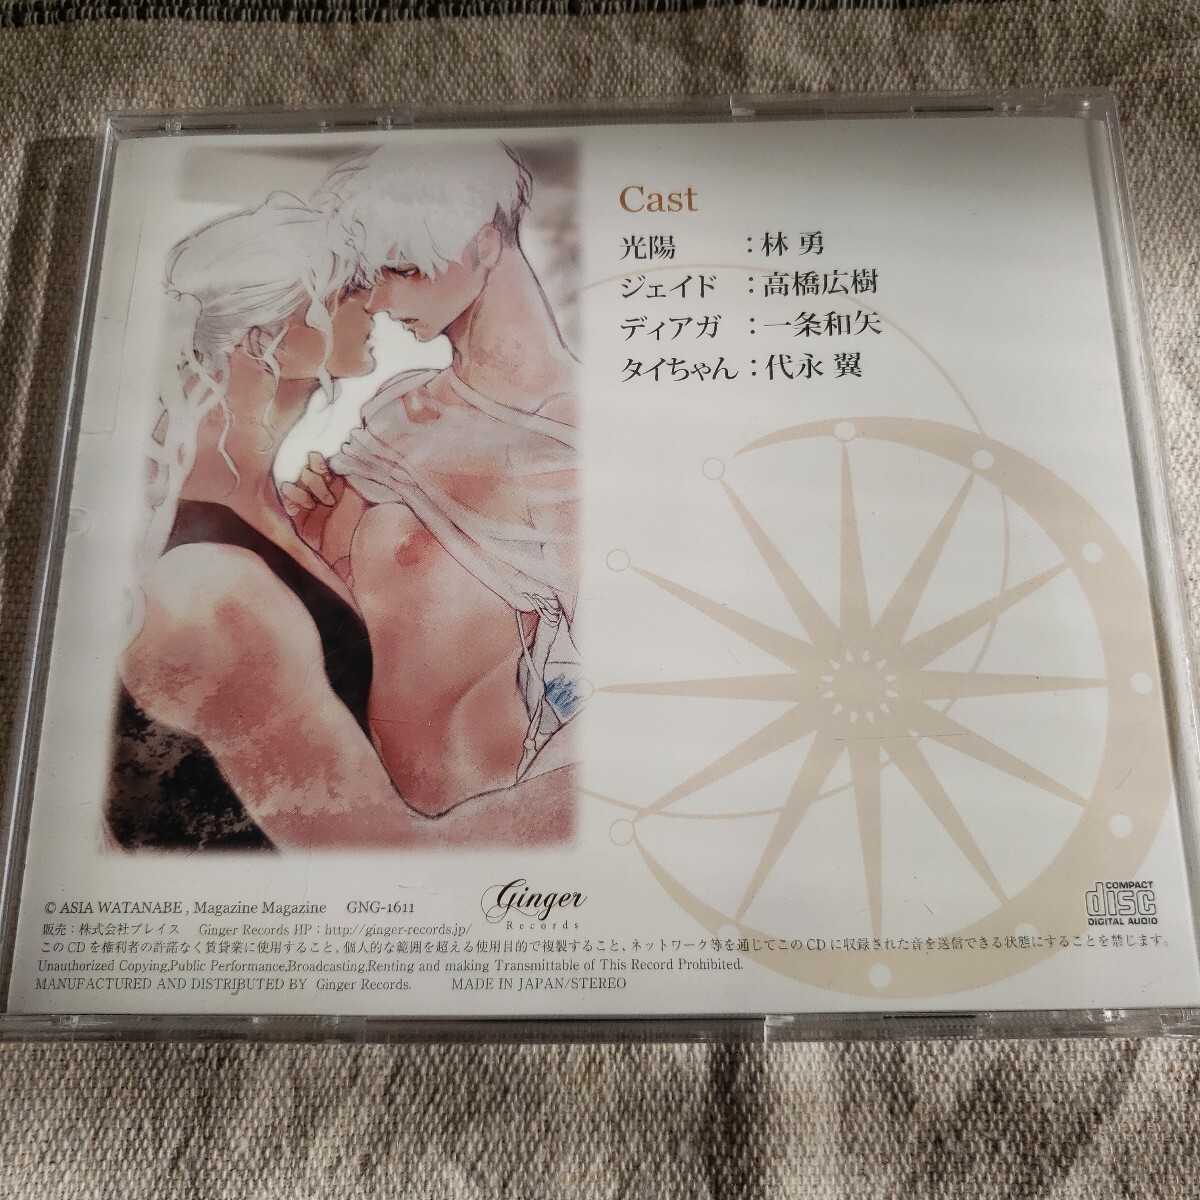 Cast
光陽 ：林 勇
ジェイド ：高橋広樹
ディアガ ：一条和矢
タイちゃん：代永 翼
© ASIA WATANABE , Magazine Magazine GNG-1611
Ginger
Records
COMPACT
disc
DIGITAL AUDIO
販売：株式会社ブレイス Ginger Records HP：http://ginger-records.jp/
このCDを権利者の許諾なく賃貸業に使用すること、個人的な範囲を超える使用目的で複製すること、ネットワーク等を通じてこのCDに収録された音を送信できる状態にすることを禁じます。
Unauthorized Copying,Public Performance,Broadcasting,Renting and making Transmittable of This Record Prohibited.
MANUFACTURED AND DISTRIBUTED BY Ginger Records. MADE IN JAPAN/STEREO